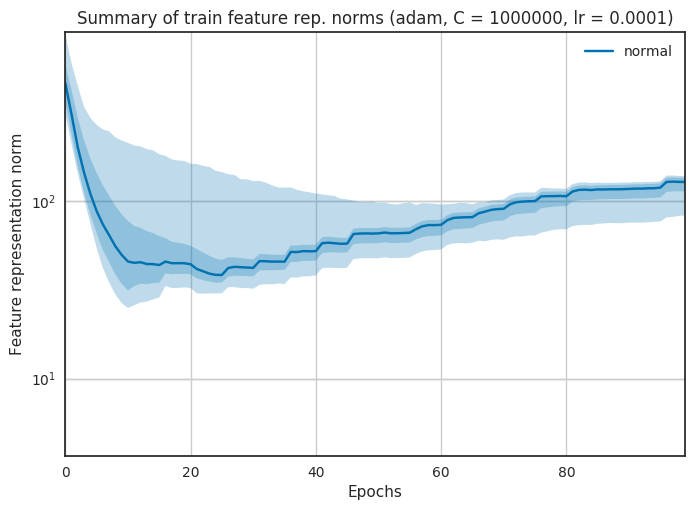 Summary of train feature rep. norms (adam, C = 1000000, lr = 0.0001)
normal
Feature representation norm
10²
10¹
0 20 40 60 80
Epochs